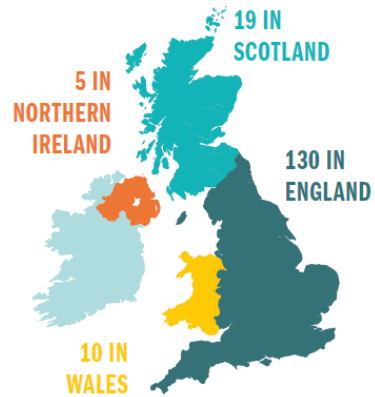 19 IN
SCOTLAND
5 IN
NORTHERN
IRELAND
130 IN
ENGLAND
10 IN
WALES